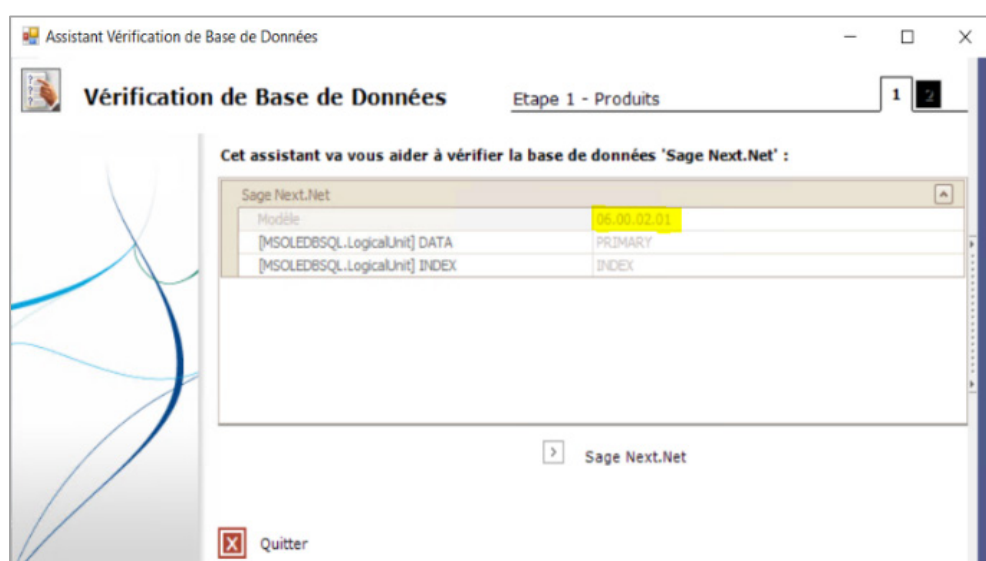 Assistant Vérification de Base de Données
Vérification de Base de Données
Etape 1 - Produits
1 2
Cet assistant va vous aider à vérifier la base de données 'Sage Next.Net' :
Sage Next.Net
Modèle 06.00.02.01
[MSOLEDBSQL.LogicalUnit] DATA PRIMARY
[MSOLEDBSQL.LogicalUnit] INDEX INDEX
Sage Next.Net
Quitter